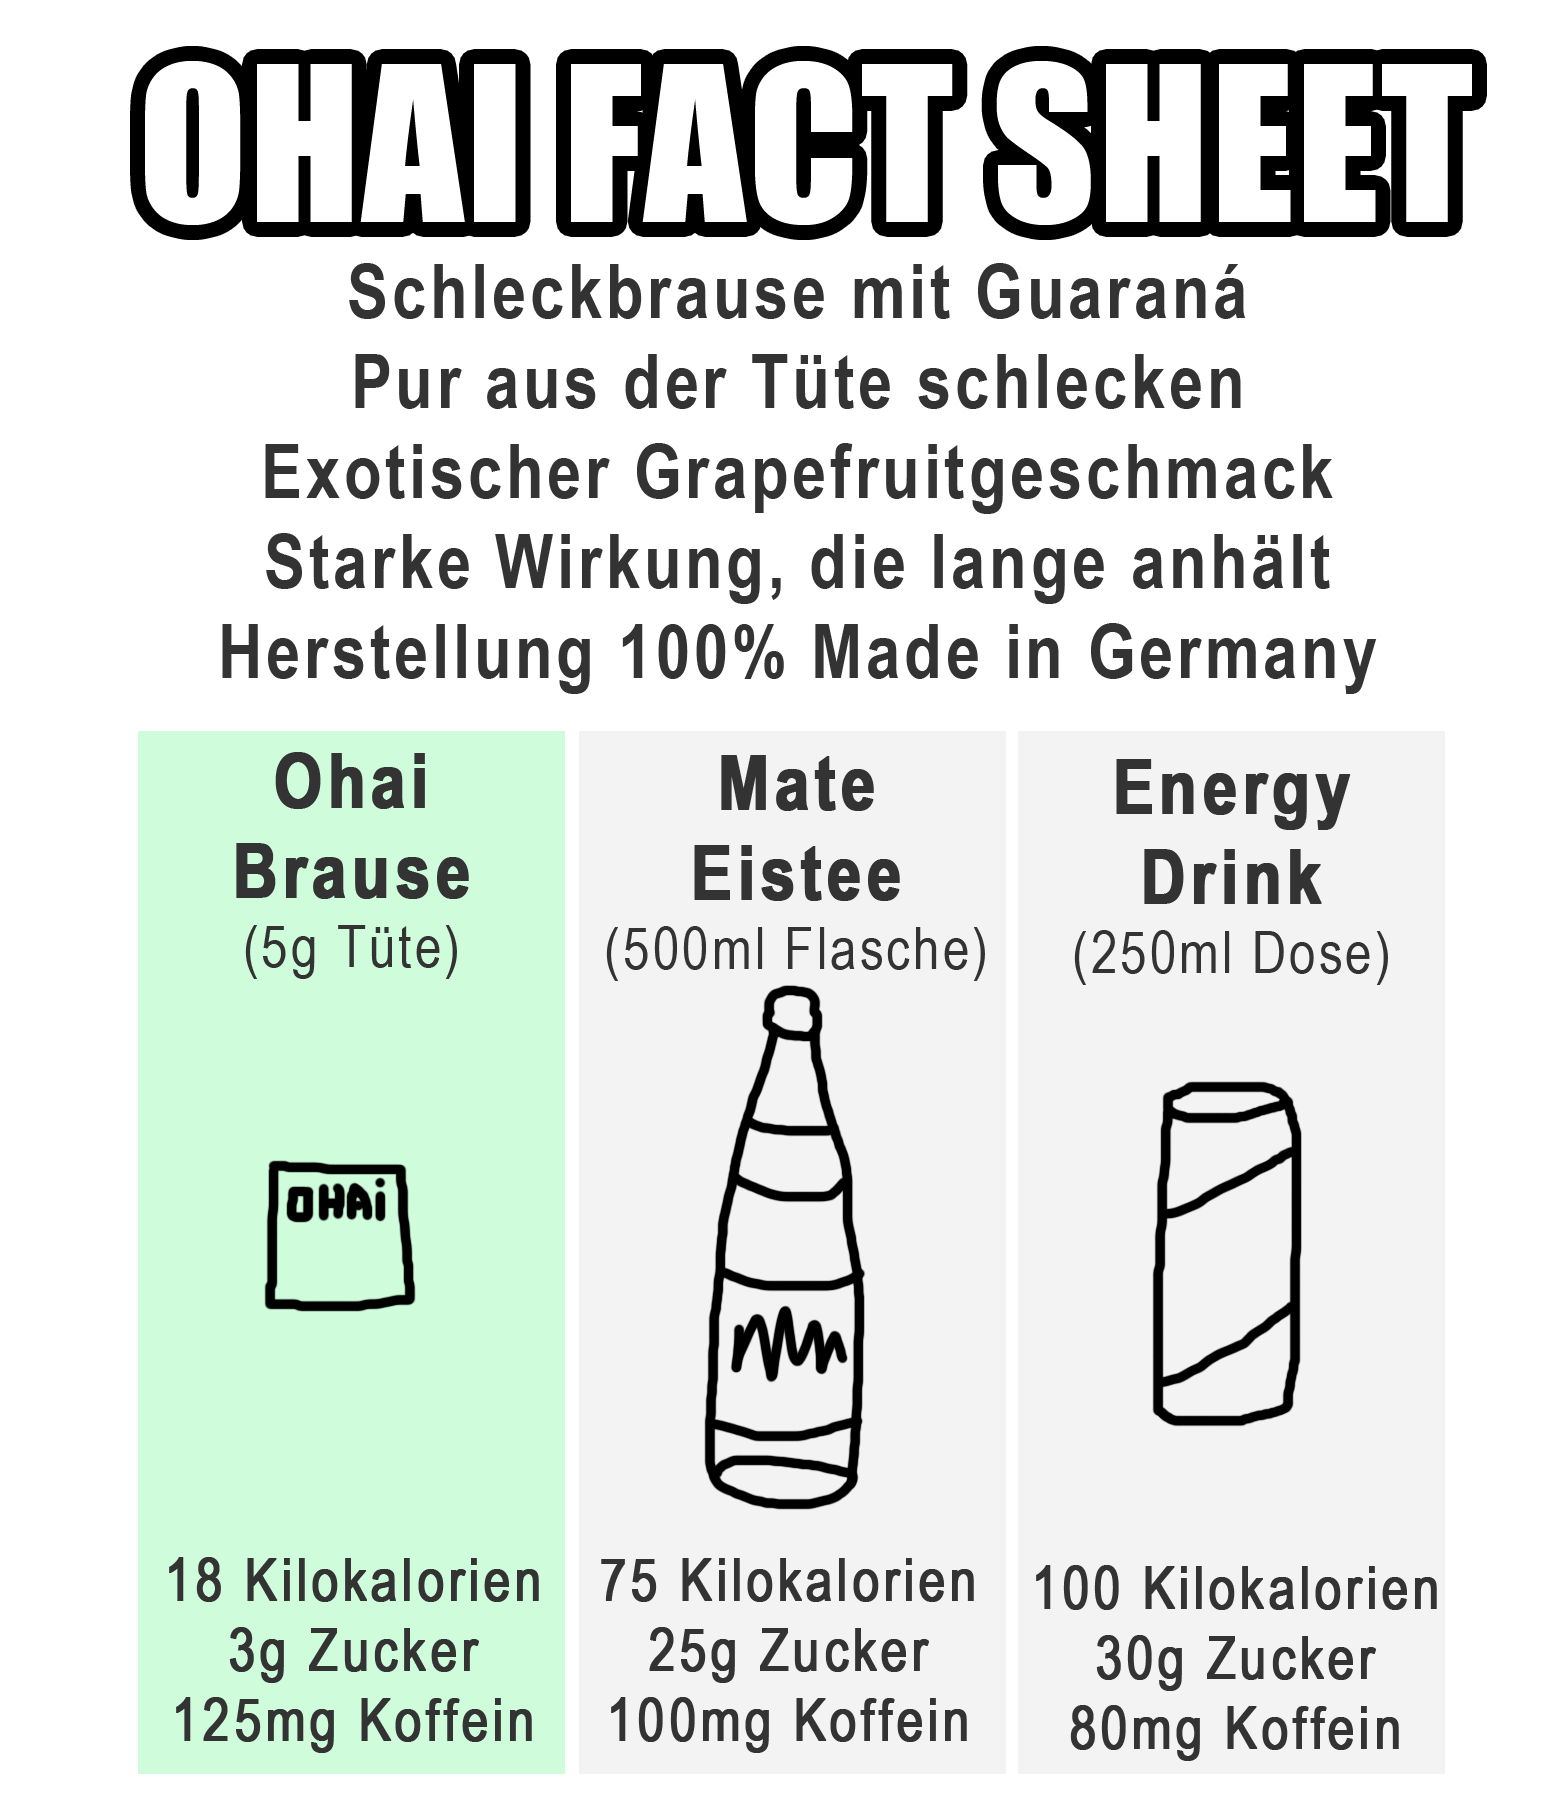 OHAI FACT SHEET
Schleckbrause mit Guaraná
Pur aus der Tüte schlecken
Exotischer Grapefruitgeschmack
Starke Wirkung, die lange anhält
Herstellung 100% Made in Germany
Ohai
Brause
(5g Tüte)
OHAi
18 Kilokalorien
3g Zucker
125mg Koffein
Mate
Eistee
(500ml Flasche)
75 Kilokalorien
25g Zucker
100mg Koffein
Energy
Drink
(250ml Dose)
100 Kilokalorien
30g Zucker
80mg Koffein